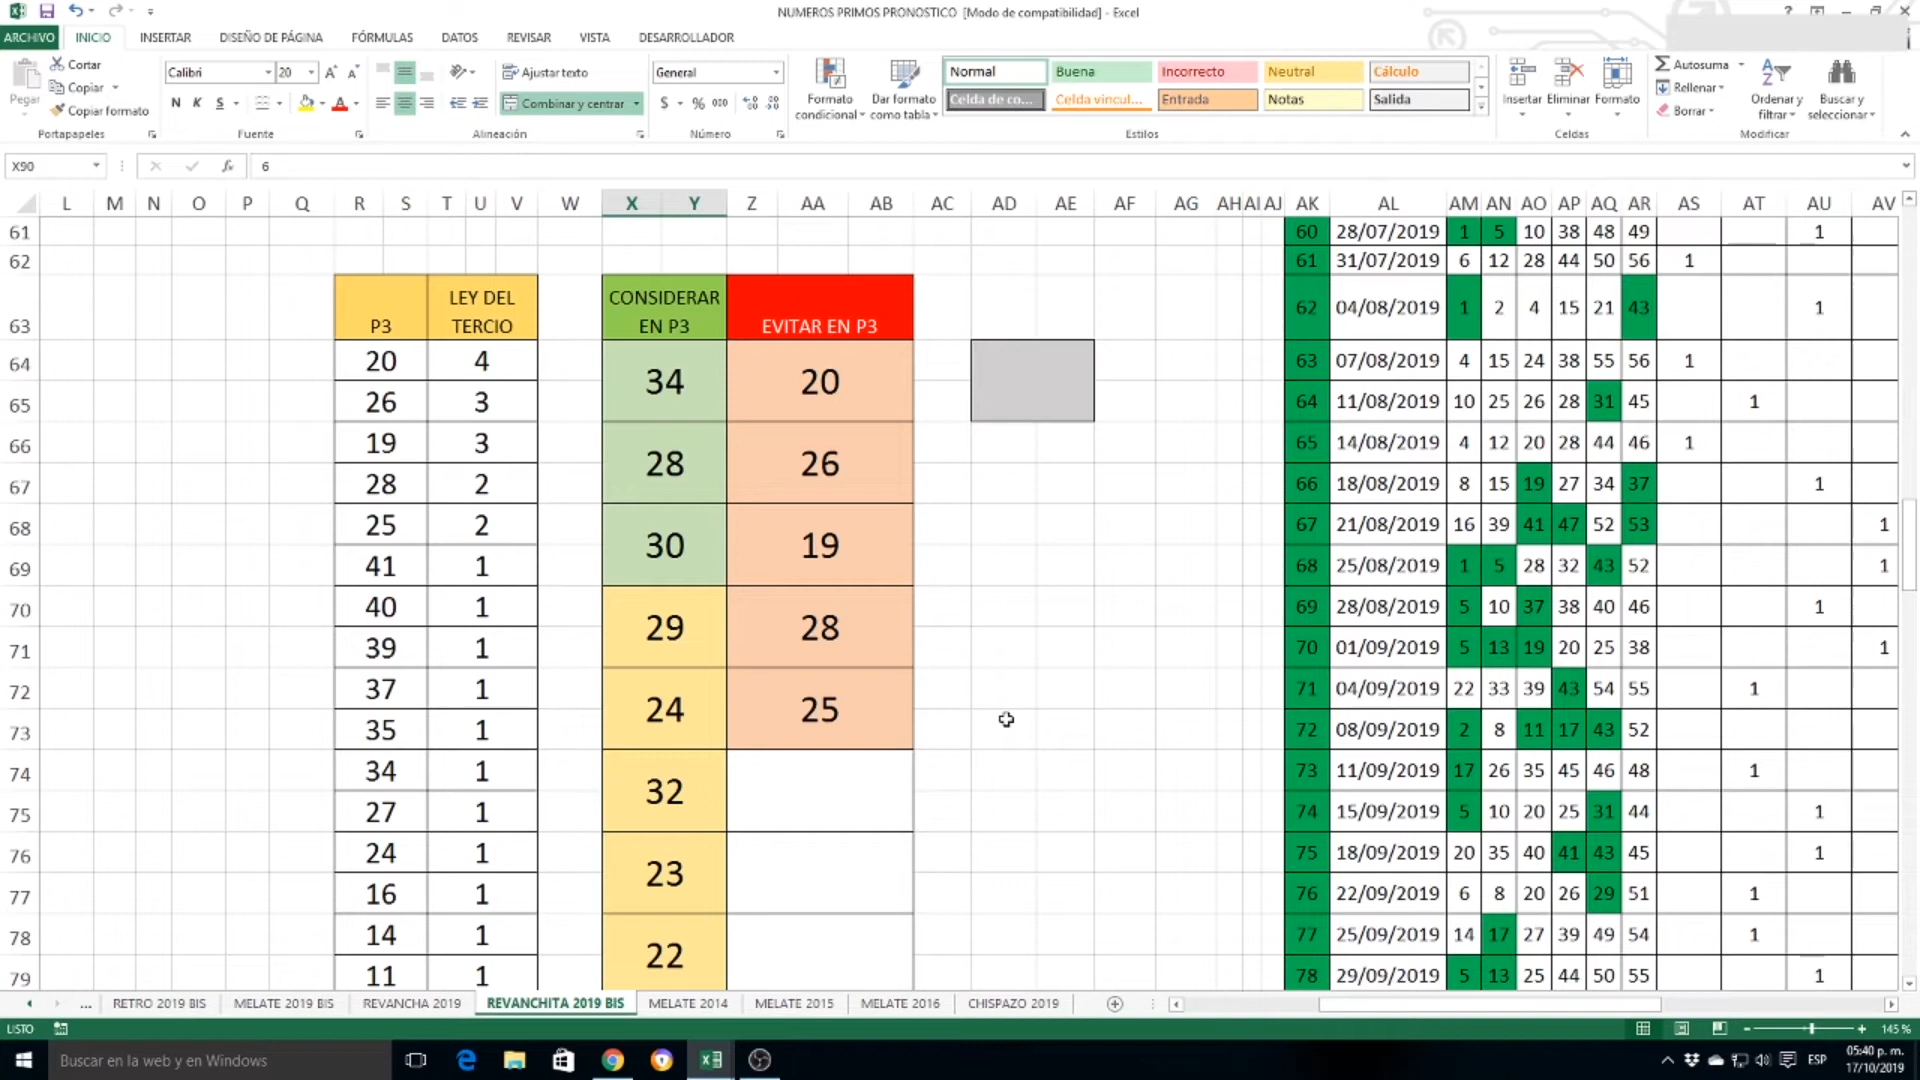 NUMEROS PRIMOS PRONOSTICO [Modo de compatibilidad] - Excel
ARCHIVO INICIO INSERTAR DISEÑO DE PÁGINA FÓRMULAS DATOS REVISAR VISTA DESARROLLADOR
Pegar
Cortar
Copiar
Copiar formato
Portapapeles
Calibri 20
N K S
Fuente
Ajustar texto
Combinar y centrar
Alineación
General
$ % 000
Número
Formato condicional
Dar formato como tabla
Normal Buena Incorrecto Neutral Cálculo
Celda de co... Celda vincul... Entrada Notas Salida
Estilos
Insertar Eliminar Formato
Celdas
Autosuma
Rellenar
Borrar
Ordenar y filtrar
Buscar y seleccionar
Modificar
X90 fx 6
L M N O P Q R S T U V W X Y Z AA AB AC AD AE AF AG AH AI AJ AK AL AM AN AO AP AQ AR AS AT AU AV
61 60 28/07/2019 1 5 10 38 48 49 1
62 61 31/07/2019 6 12 28 44 50 56 1
63 P3 LEY DEL TERCIO CONSIDERAR EN P3 EVITAR EN P3 62 04/08/2019 1 2 4 15 21 43 1
64 20 4 34 20 63 07/08/2019 4 15 24 38 55 56 1
65 26 3 64 11/08/2019 10 25 26 28 31 45 1
66 19 3 28 26 65 14/08/2019 4 12 20 28 44 46 1
67 28 2 66 18/08/2019 8 15 19 27 34 37 1
68 25 2 30 19 67 21/08/2019 16 39 41 47 52 53 1
69 41 1 68 25/08/2019 1 5 28 32 43 52 1
70 40 1 29 28 69 28/08/2019 5 10 37 38 40 46 1
71 39 1 70 01/09/2019 5 13 19 20 25 38 1
72 37 1 24 25 71 04/09/2019 22 33 39 43 54 55 1
73 35 1 72 08/09/2019 2 8 11 17 43 52
74 34 1 32 73 11/09/2019 17 26 35 45 46 48 1
75 27 1 74 15/09/2019 5 10 20 25 31 44 1
76 24 1 23 75 18/09/2019 20 35 40 41 43 45 1
77 16 1 76 22/09/2019 6 8 20 26 29 51 1
78 14 1 22 77 25/09/2019 14 17 27 39 49 54 1
79 11 1 78 29/09/2019 5 13 25 44 50 55 1
... RETRO 2019 BIS MELATE 2019 BIS REVANCHA 2019 REVANCHITA 2019 BIS MELATE 2014 MELATE 2015 MELATE 2016 CHISPAZO 2019
LISTO 145 %
Buscar en la web y en Windows
ESP
05:40 p. m.
17/10/2019